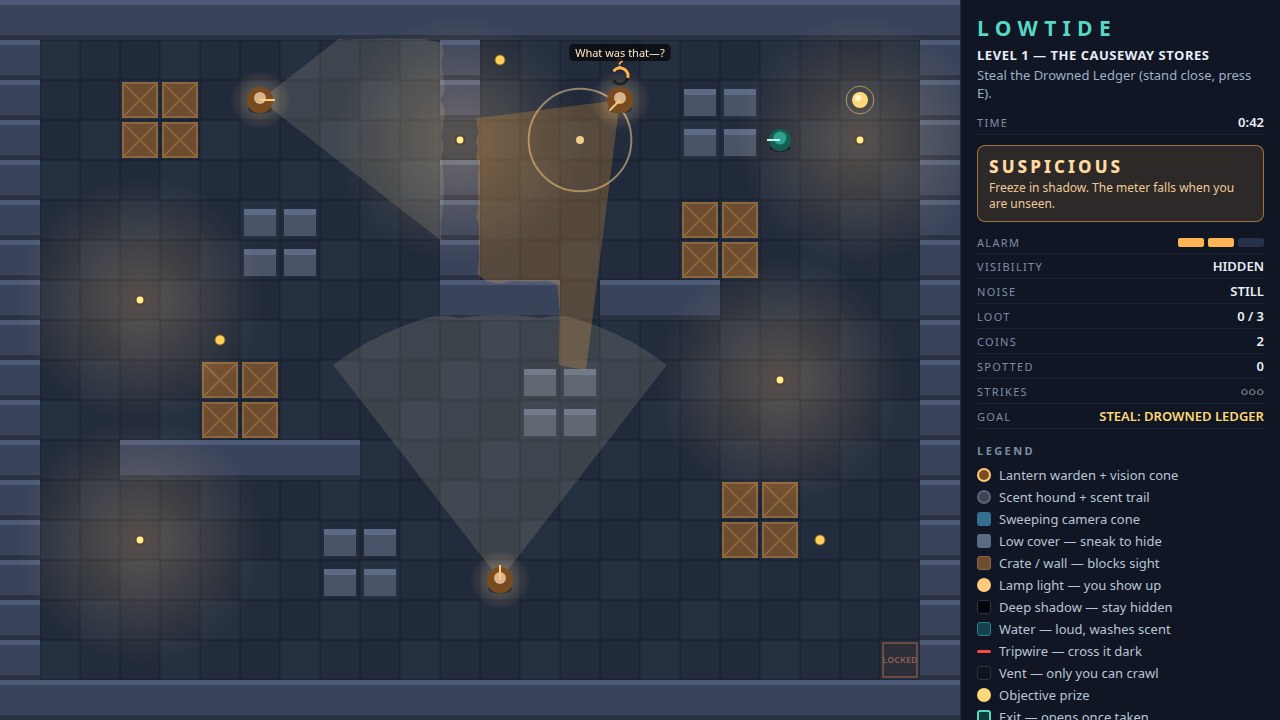 What was that—?
LOCKED
LOWTIDE
LEVEL 1 — THE CAUSEWAY STORES
Steal the Drowned Ledger (stand close, press
E).
TIME 0:42
SUSPICIOUS
Freeze in shadow. The meter falls when you
are unseen.
ALARM
VISIBILITY HIDDEN
NOISE STILL
LOOT 0 / 3
COINS 2
SPOTTED 0
STRIKES ○○○
GOAL STEAL: DROWNED LEDGER
LEGEND
Lantern warden + vision cone
Scent hound + scent trail
Sweeping camera cone
Low cover — sneak to hide
Crate / wall — blocks sight
Lamp light — you show up
Deep shadow — stay hidden
Water — loud, washes scent
Tripwire — cross it dark
Vent — only you can crawl
Objective prize
Exit — opens once taken